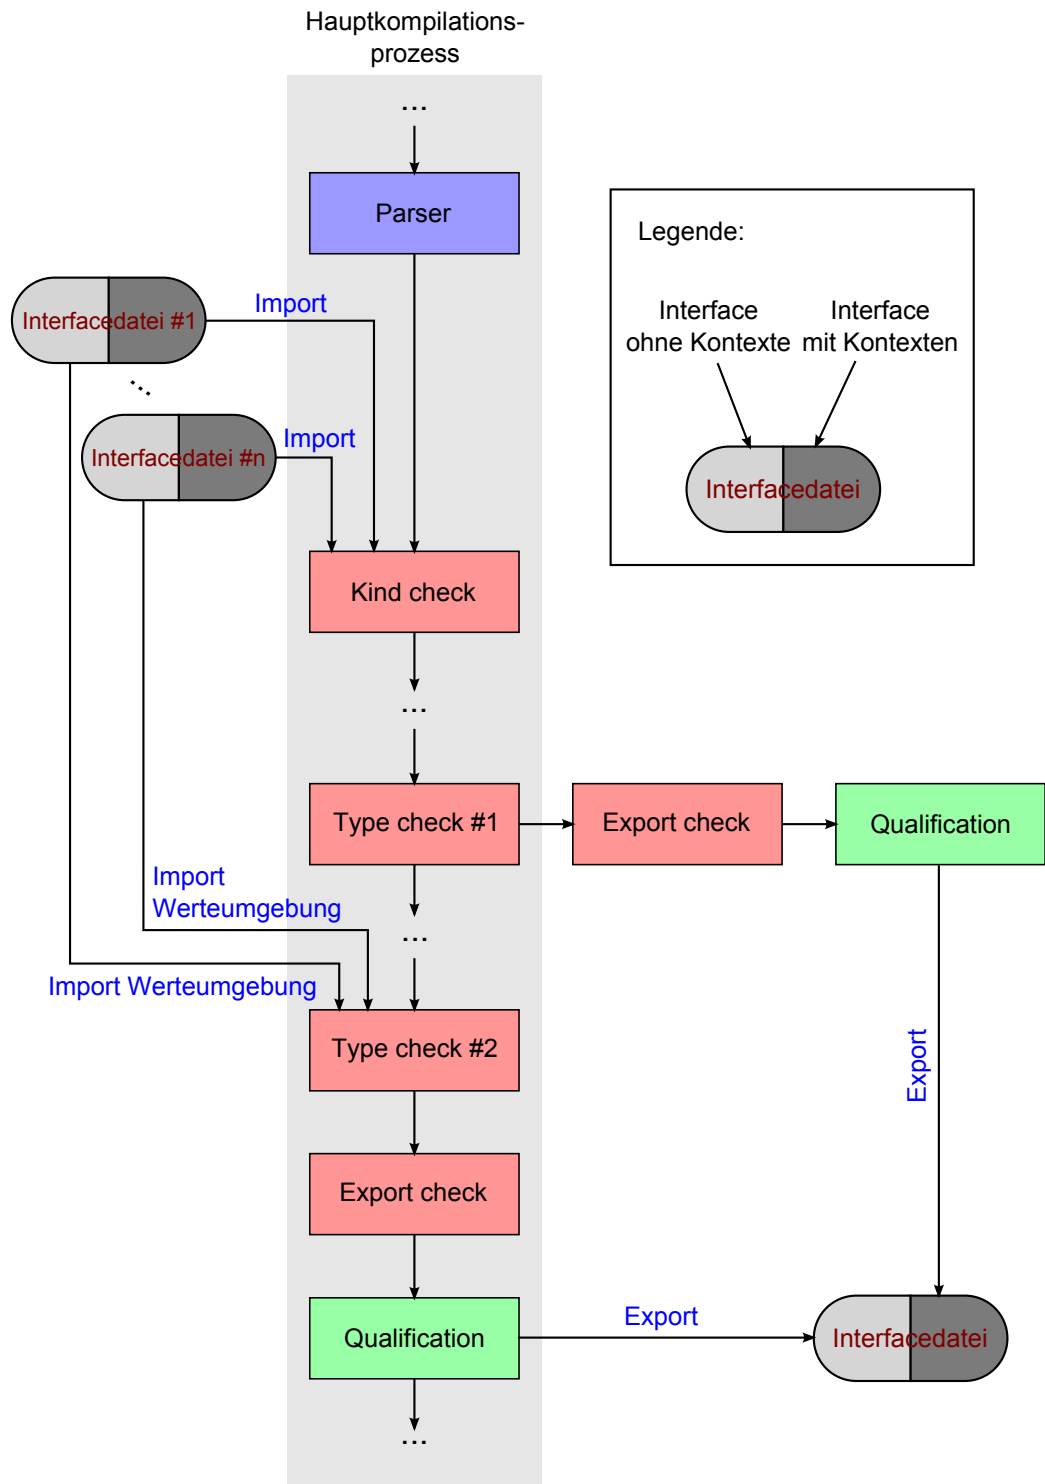 Hauptkompilations-
prozess
...
Parser
Legende:
Interface
ohne Kontexte
Interface
mit Kontexten
Interfacedatei
Interfacedatei #1
Import
...
Interfacedatei #n
Import
Kind check
...
Type check #1
Export check
Qualification
Import
Werteumgebung
...
Import Werteumgebung
Type check #2
Export
Export check
Qualification
Export
Interfacedatei
...